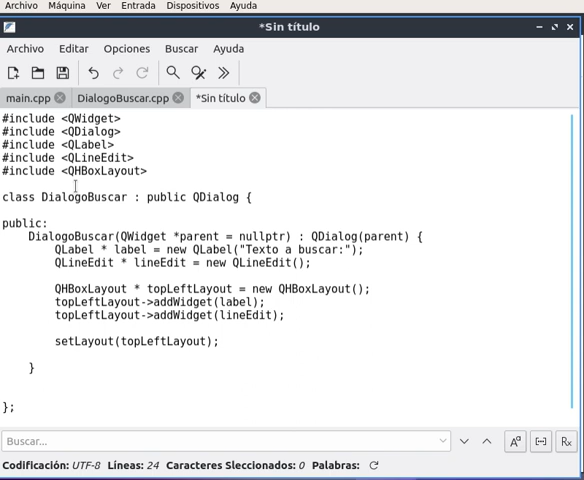 Archivo Máquina Ver Entrada Dispositivos Ayuda
*Sin título
Archivo Editar Opciones Buscar Ayuda
main.cpp DialogoBuscar.cpp *Sin título
#include <QWidget>
#include <QDialog>
#include <QLabel>
#include <QLineEdit>
#include <QHBoxLayout>
class DialogoBuscar : public QDialog {
public:
    DialogoBuscar(QWidget *parent = nullptr) : QDialog(parent) {
        QLabel * label = new QLabel("Texto a buscar:");
        QLineEdit * lineEdit = new QLineEdit();
        QHBoxLayout * topLeftLayout = new QHBoxLayout();
        topLeftLayout->addWidget(label);
        topLeftLayout->addWidget(lineEdit);
        setLayout(topLeftLayout);
    }
};
Buscar...
Codificación: UTF-8 Líneas: 24 Caracteres Sleccionados: 0 Palabras: